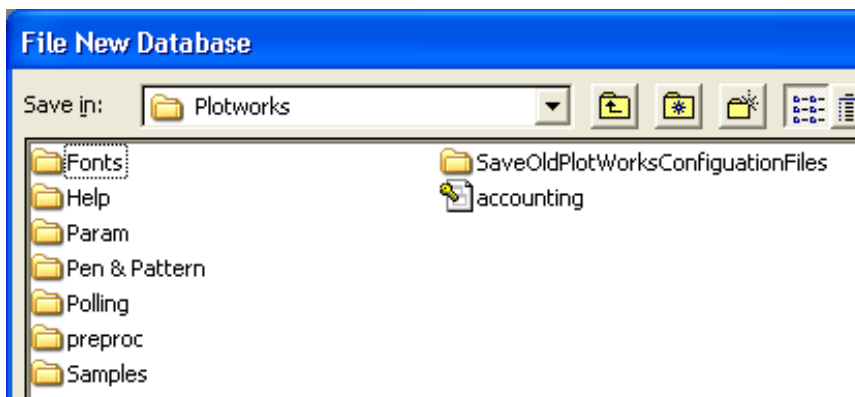 File New Database
Save in: Plotworks
Fonts
Help
Param
Pen & Pattern
Polling
preproc
Samples
SaveOldPlotWorksConfiguationFiles
accounting